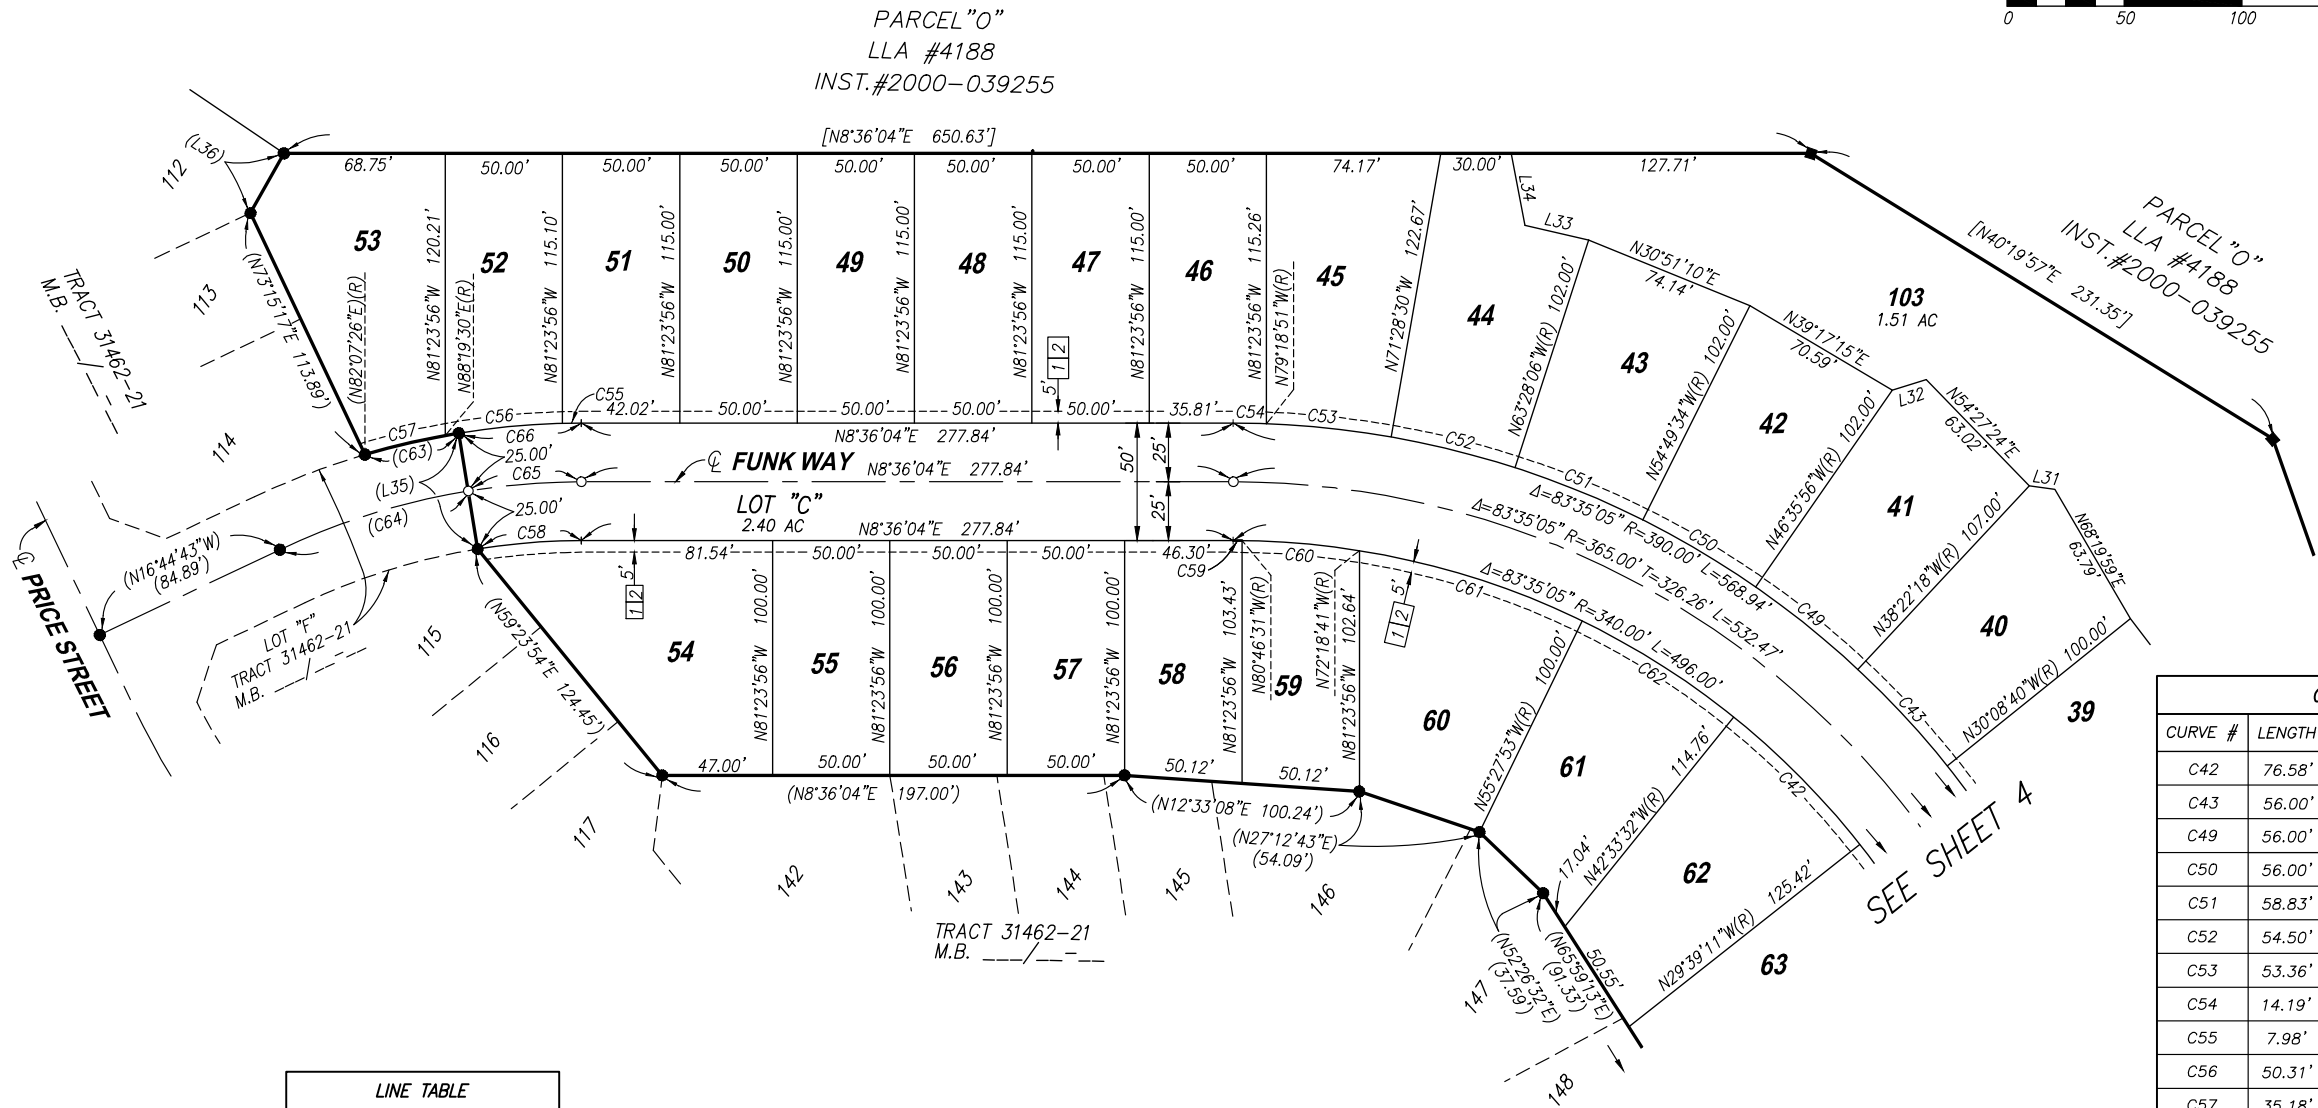 0 50 100
PARCEL"O"
LLA #4188
INST.#2000-039255
[N8°36'04"E 650.63']
68.75'
50.00'
50.00'
50.00'
50.00'
50.00'
50.00'
50.00'
74.17'
30.00'
127.71'
(L36)
112
113
114
TRACT 31462-21
M.B. ___/__-__
(N73°15'17"E 113.89')
53
(N82°07'26"E)(R)
N81°23'56"W 120.21'
52
N88°19'30"E(R)
N81°23'56"W 115.10'
51
N81°23'56"W 115.00'
50
N81°23'56"W 115.00'
49
N81°23'56"W 115.00'
48
N81°23'56"W 115.00'
47
N81°23'56"W 115.00'
46
N81°23'56"W 115.26'
N79°18'51"W(R)
45
N71°28'30"W 122.67'
44
N63°28'06"W(R) 102.00'
L34
L33
N30°51'10"E
74.14'
43
N54°49'34"W(R) 102.00'
N39°17'15"E
70.59'
42
N46°35'56"W(R) 102.00'
L32
N54°27'24"E
63.02'
41
N38°22'18"W(R) 107.00'
L31
N68°19'59"E
63.79'
40
N30°08'40"W(R) 100.00'
39
103
1.51 AC
[N40°19'57"E 231.35']
PARCEL"O"
LLA #4188
INST.#2000-039255
C57
C56
C55
42.02'
50.00'
50.00'
50.00'
50.00'
35.81'
C54
C53
C52
C51
C50
C49
C43
5'
1 2
(C63)
C66
25.00'
N8°36'04"E 277.84'
50'
25'
25'
(L35)
C65
℄ FUNK WAY
N8°36'04"E 277.84'
(C64)
25.00'
LOT "C"
2.40 AC
N8°36'04"E 277.84'
Δ=83°35'05" R=390.00' L=568.94'
Δ=83°35'05" R=365.00' T=326.26' L=532.47'
Δ=83°35'05" R=340.00' L=496.00'
℄ PRICE STREET
(N16°44'43"W)
(84.89')
LOT "F"
TRACT 31462-21
M.B. ___/__-__
C58
81.54'
50.00'
50.00'
50.00'
46.30'
C59
C60
C61
C62
C42
5'
1 2
5'
1 2
115
116
117
(N59°23'54"E 124.45')
54
N81°23'56"W 100.00'
55
N81°23'56"W 100.00'
56
N81°23'56"W 100.00'
57
N81°23'56"W 100.00'
58
N81°23'56"W 103.43'
N80°46'31"W(R)
59
N72°18'41"W(R)
N81°23'56"W 102.64'
60
N55°27'53"W(R) 100.00'
61
N42°33'32"W(R) 114.76'
62
N29°39'11"W(R) 125.42'
63
47.00'
50.00'
50.00'
50.00'
50.12'
50.12'
(N8°36'04"E 197.00')
(N12°33'08"E 100.24')
(N27°12'43"E)
(54.09')
17.04'
50.55'
(N52°26'32"E)
(37.59')
(N65°59'13"E)
(91.33')
142
143
144
145
146
147
148
TRACT 31462-21
M.B. ___/__-__
SEE SHEET 4
LINE TABLE
CURVE # LENGTH
C42 76.58'
C43 56.00'
C49 56.00'
C50 56.00'
C51 58.83'
C52 54.50'
C53 53.36'
C54 14.19'
C55 7.98'
C56 50.31'
C57 35.18'